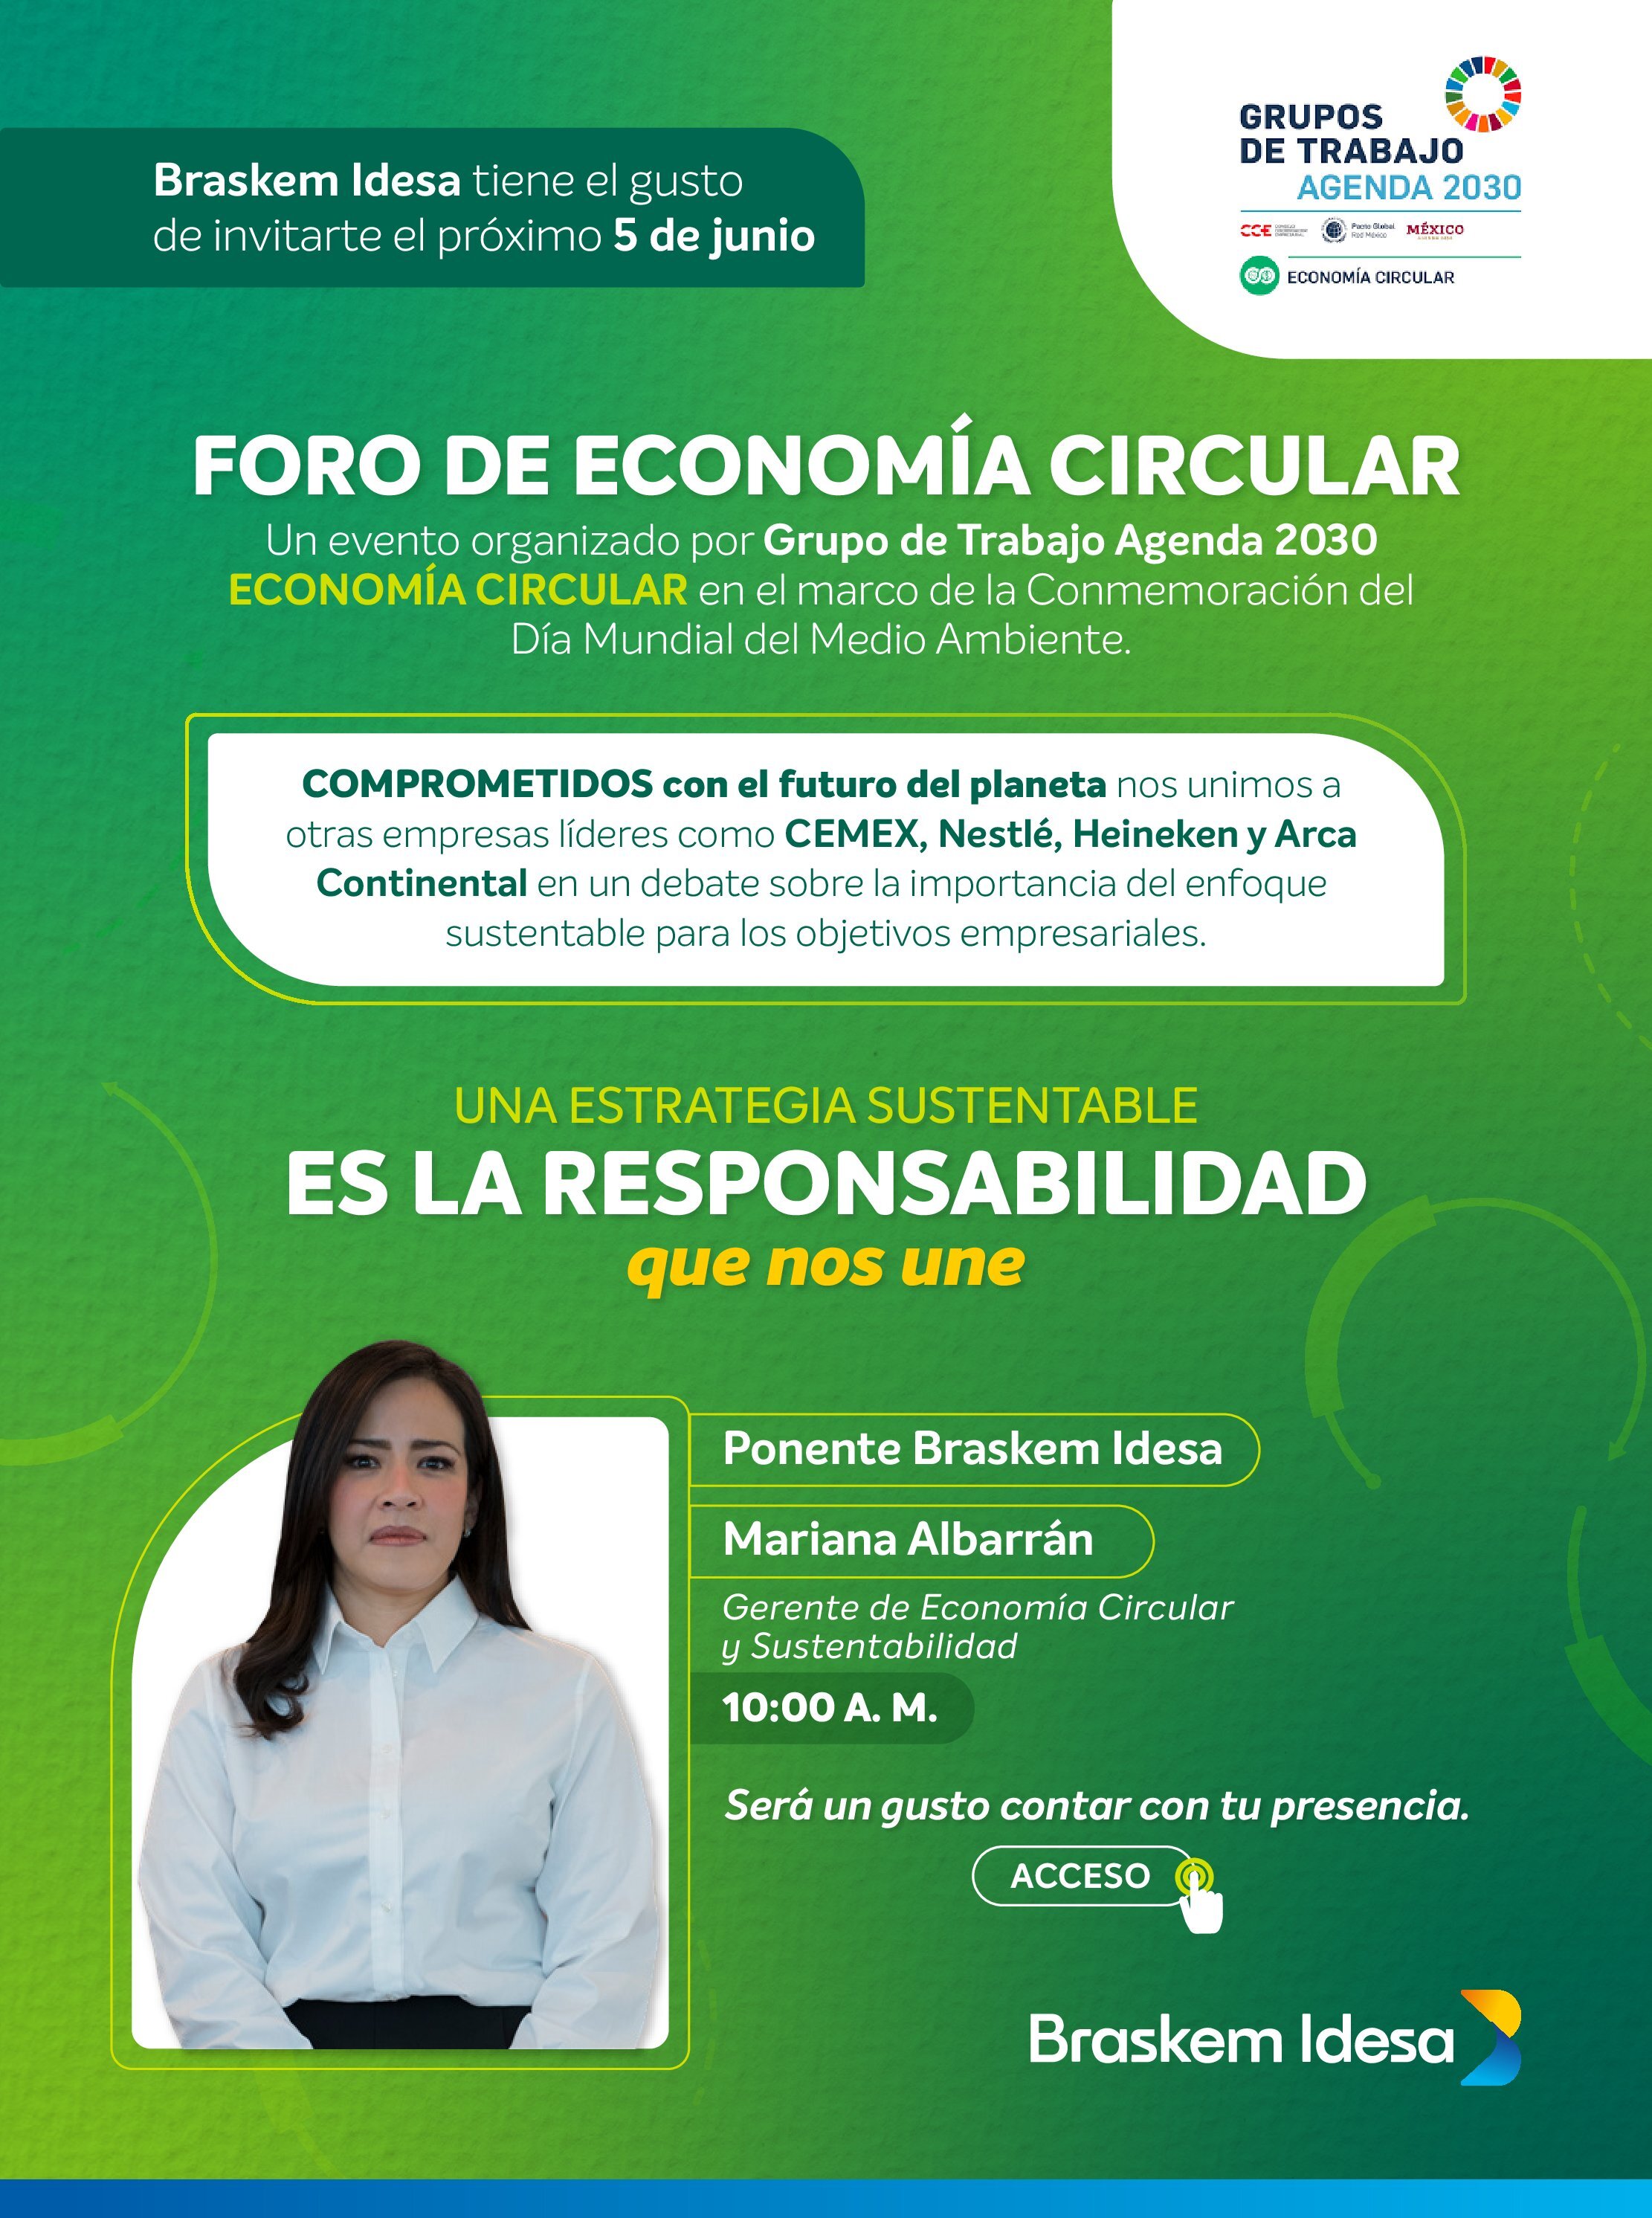 Braskem Idesa tiene el gusto
de invitarte el próximo 5 de junio
GRUPOS
DE TRABAJO
AGENDA 2030
CCE
Pacto Global
Red México
MÉXICO
ECONOMÍA CIRCULAR
FORO DE ECONOMÍA CIRCULAR
Un evento organizado por Grupo de Trabajo Agenda 2030
ECONOMÍA CIRCULAR en el marco de la Conmemoración del
Día Mundial del Medio Ambiente.
COMPROMETIDOS con el futuro del planeta nos unimos a
otras empresas líderes como CEMEX, Nestlé, Heineken y Arca
Continental en un debate sobre la importancia del enfoque
sustentable para los objetivos empresariales.
UNA ESTRATEGIA SUSTENTABLE
ES LA RESPONSABILIDAD
que nos une
Ponente Braskem Idesa
Mariana Albarrán
Gerente de Economía Circular
y Sustentabilidad
10:00 A. M.
Será un gusto contar con tu presencia.
ACCESO
Braskem Idesa